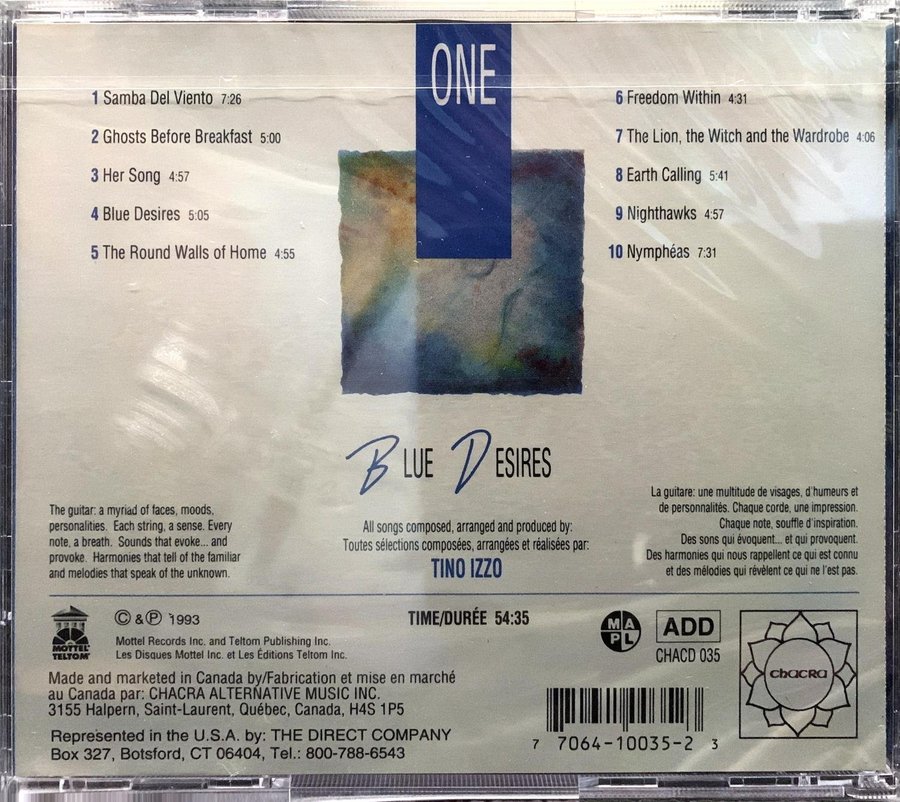 ONE
1 Samba Del Viento 7:26
2 Ghosts Before Breakfast 5:00
3 Her Song 4:57
4 Blue Desires 5:05
5 The Round Walls of Home 4:55
6 Freedom Within 4:31
7 The Lion, the Witch and the Wardrobe 4:06
8 Earth Calling 5:41
9 Nighthawks 4:57
10 Nymphéas 7:31
BLUE DESIRES
The guitar: a myriad of faces, moods,
personalities. Each string, a sense. Every
note, a breath. Sounds that evoke... and
provoke. Harmonies that tell of the familiar
and melodies that speak of the unknown.
All songs composed, arranged and produced by:
Toutes sélections composées, arrangées et réalisées par:
TINO IZZO
La guitare: une multitude de visages, d'humeurs et
de personnalités. Chaque corde, une impression.
Chaque note, souffle d'inspiration.
Des sons qui évoquent... et qui provoquent.
Des harmonies qui nous rappellent ce qui est connu
et des mélodies qui révèlent ce qui ne l'est pas.
MOTTEL
TELTOM
© & ℗ 1993
Mottel Records Inc. and Teltom Publishing Inc.
Les Disques Mottel Inc. et Les Éditions Teltom Inc.
TIME/DURÉE 54:35
MAPL
ADD
CHACD 035
chacra
Made and marketed in Canada by/Fabrication et mise en marché
au Canada par: CHACRA ALTERNATIVE MUSIC INC.
3155 Halpern, Saint-Laurent, Québec, Canada, H4S 1P5
Represented in the U.S.A. by: THE DIRECT COMPANY
Box 327, Botsford, CT 06404, Tel.: 800-788-6543
7 7064-10035-2 3